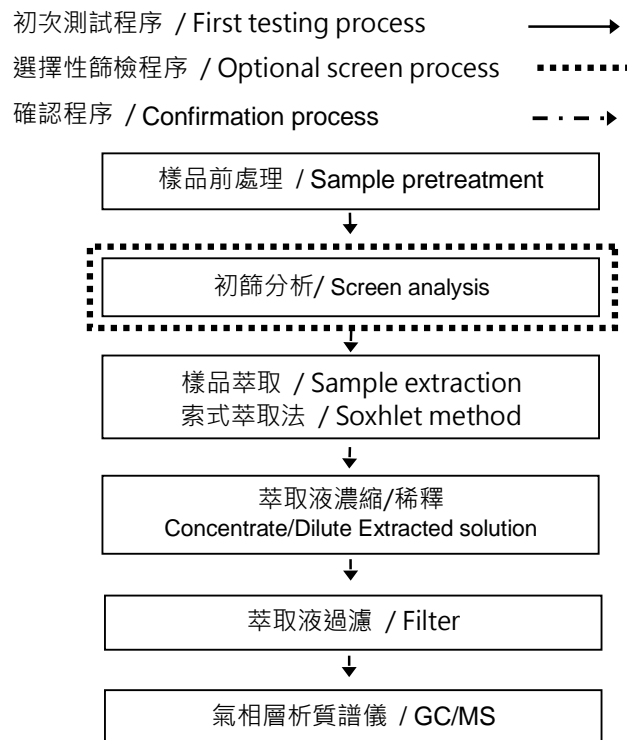 初次測試程序 / First testing process
選擇性篩檢程序 / Optional screen process
確認程序 / Confirmation process
樣品前處理 / Sample pretreatment
初篩分析/ Screen analysis
樣品萃取 / Sample extraction
索式萃取法 / Soxhlet method
萃取液濃縮/稀釋
Concentrate/Dilute Extracted solution
萃取液過濾 / Filter
氣相層析質譜儀 / GC/MS